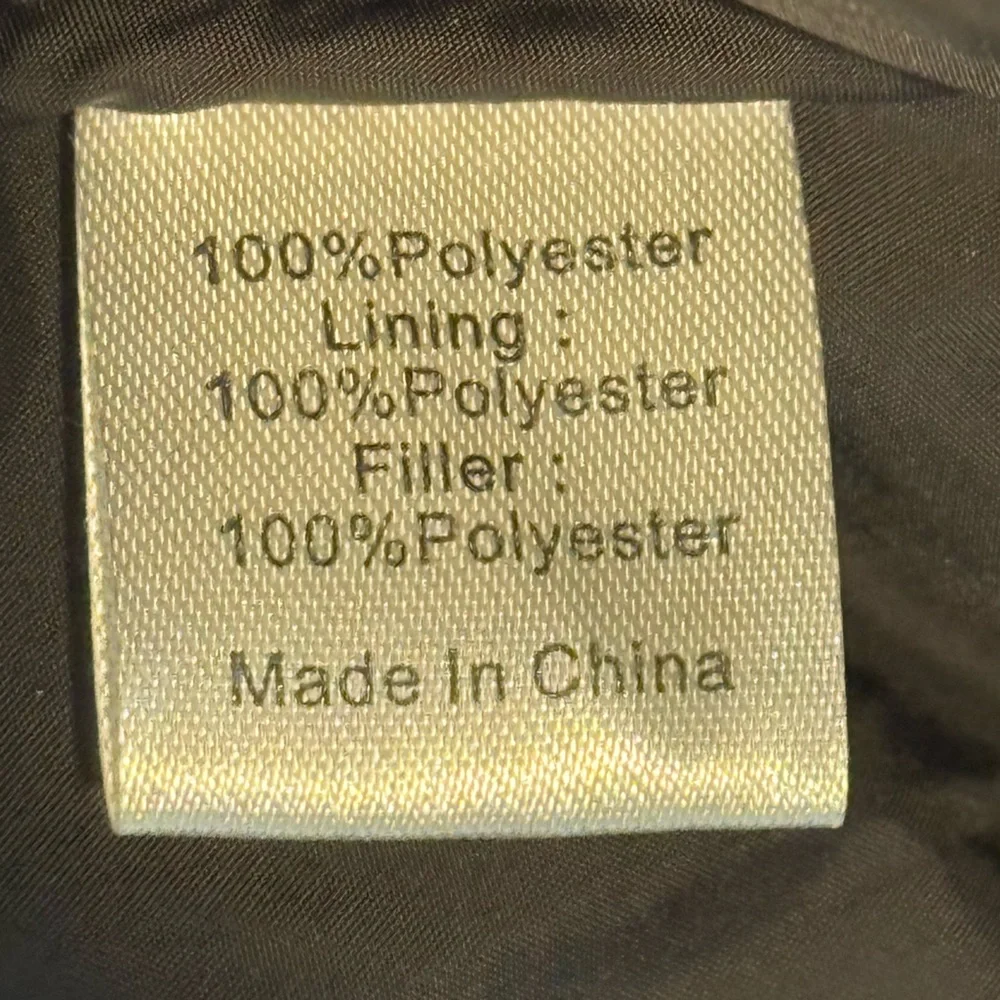 100%Polyester
Lining :
100%Polyester
Filler :
100%Polyester
Made In China